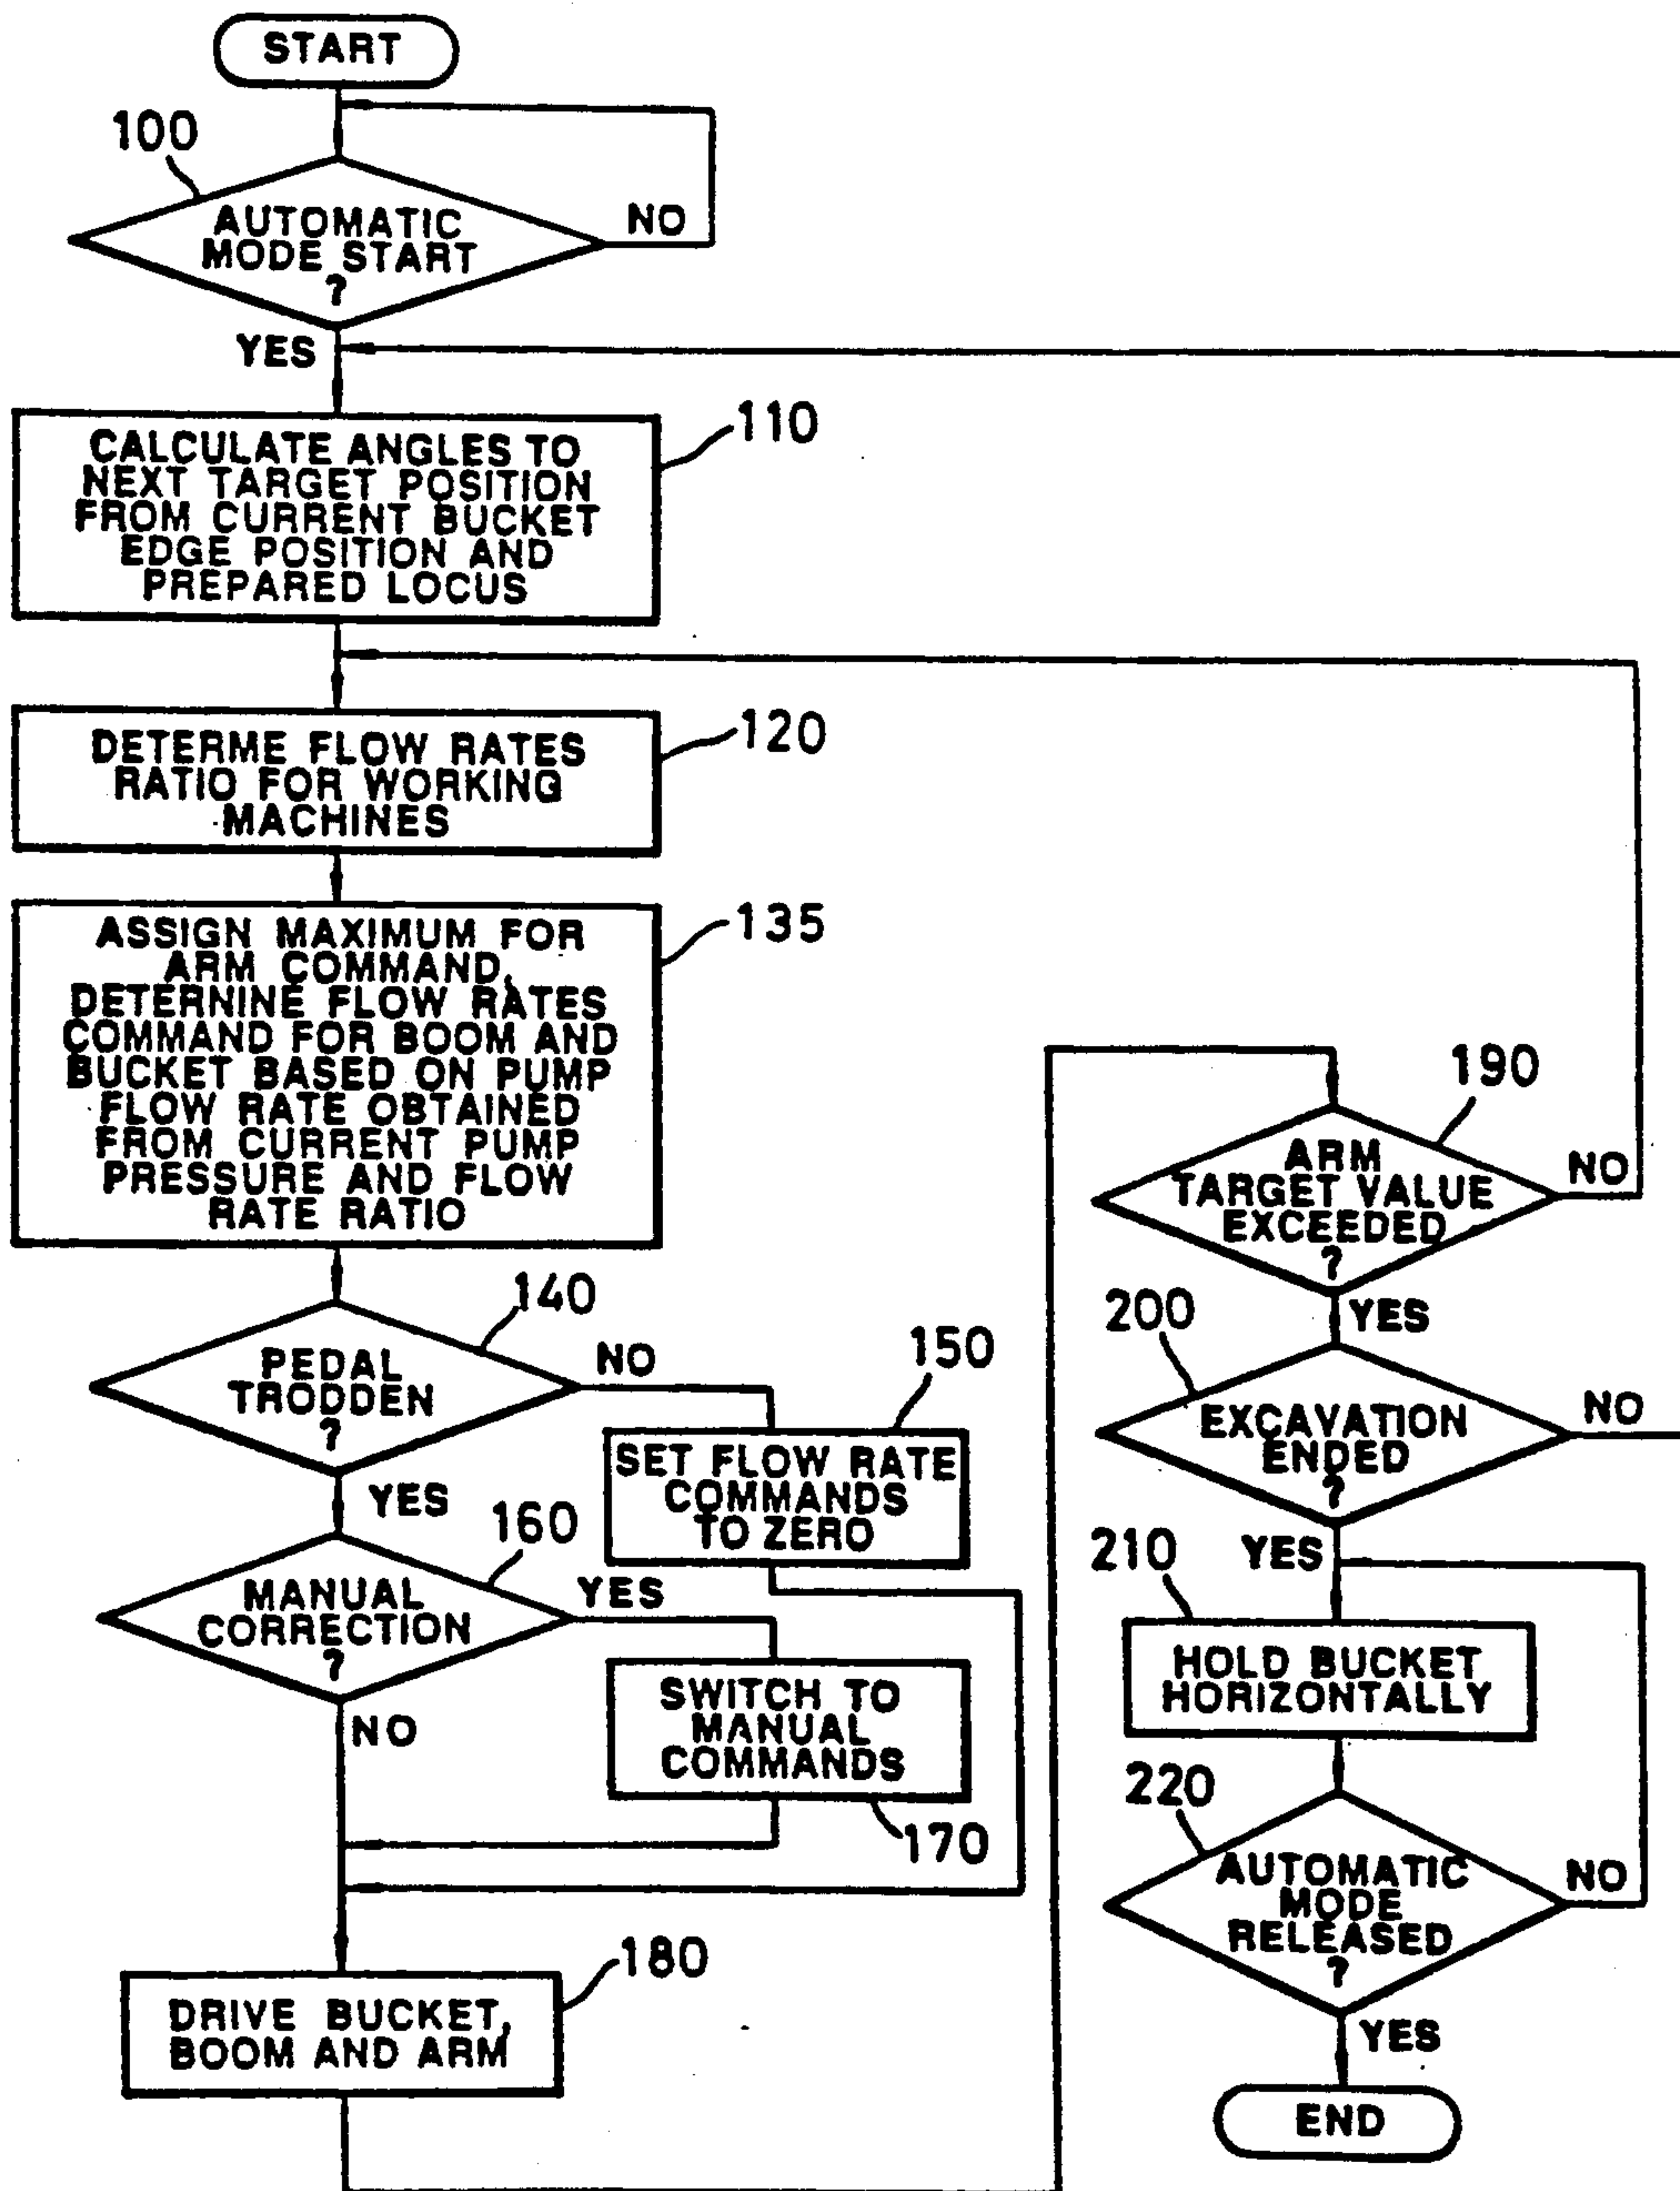 START
100
AUTOMATIC
MODE START
?
NO
YES
110
CALCULATE ANGLES TO
NEXT TARGET POSITION
FROM CURRENT BUCKET
EDGE POSITION AND
PREPARED LOCUS
120
DETERME FLOW RATES
RATIO FOR WORKING
MACHINES
135
ASSIGN MAXIMUM FOR
ARM COMMAND,
DETERNINE FLOW RATES
COMMAND FOR BOOM AND
BUCKET BASED ON PUMP
FLOW RATE OBTAINED
FROM CURRENT PUMP
PRESSURE AND FLOW
RATE RATIO
140
PEDAL
TRODDEN
?
NO
YES
150
SET FLOW RATE
COMMANDS
TO ZERO
160
MANUAL
CORRECTION
?
YES
NO
SWITCH TO
MANUAL
COMMANDS
170
180
DRIVE BUCKET,
BOOM AND ARM
190
ARM
TARGET VALUE
EXCEEDED
?
NO
YES
200
EXCAVATION
ENDED
?
NO
YES
210
HOLD BUCKET
HORIZONTALLY
220
AUTOMATIC
MODE
RELEASED
?
NO
YES
END